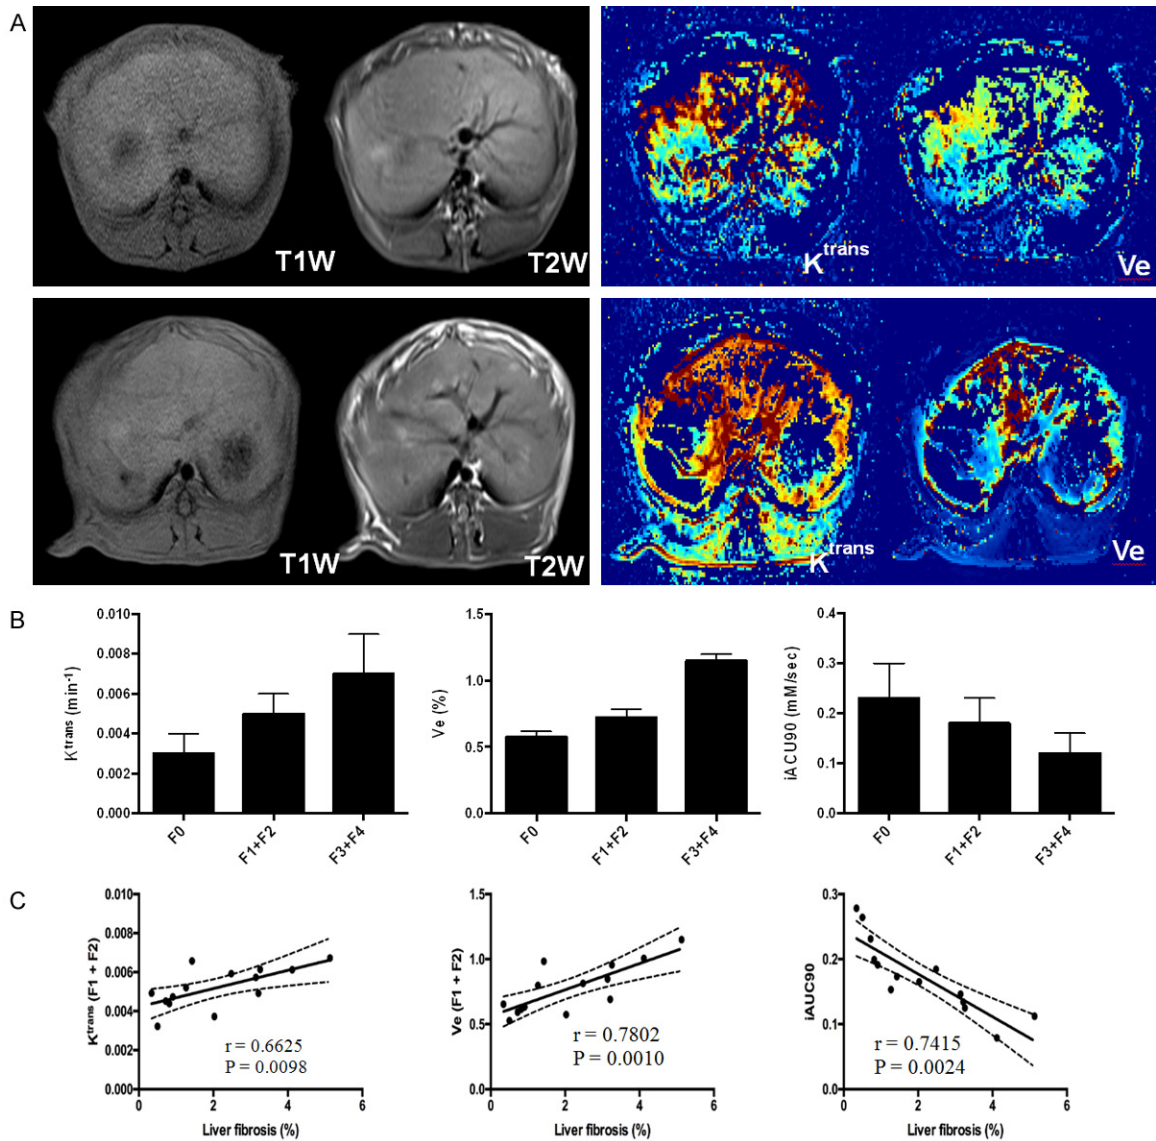 A
T1W
T2W
K^trans
Ve
T1W
T2W
K^trans
Ve
B
K^trans (min⁻¹)
0.010
0.008
0.006
0.004
0.002
0.000
F0
F1+F2
F3+F4
Ve (%)
1.5
1.0
0.5
0.0
F0
F1+F2
F3+F4
iACU90 (mM/sec)
0.4
0.3
0.2
0.1
0.0
F0
F1+F2
F3+F4
C
K^trans (F1 + F2)
0.010
0.008
0.006
0.004
0.002
0.000
r = 0.6625
P = 0.0098
0 2 4 6
Liver fibrosis (%)
Ve (F1 + F2)
1.5
1.0
0.5
0.0
r = 0.7802
P = 0.0010
0 2 4 6
Liver fibrosis (%)
iAUC90
0.3
0.2
0.1
0.0
r = 0.7415
P = 0.0024
0 2 4 6
Liver fibrosis (%)